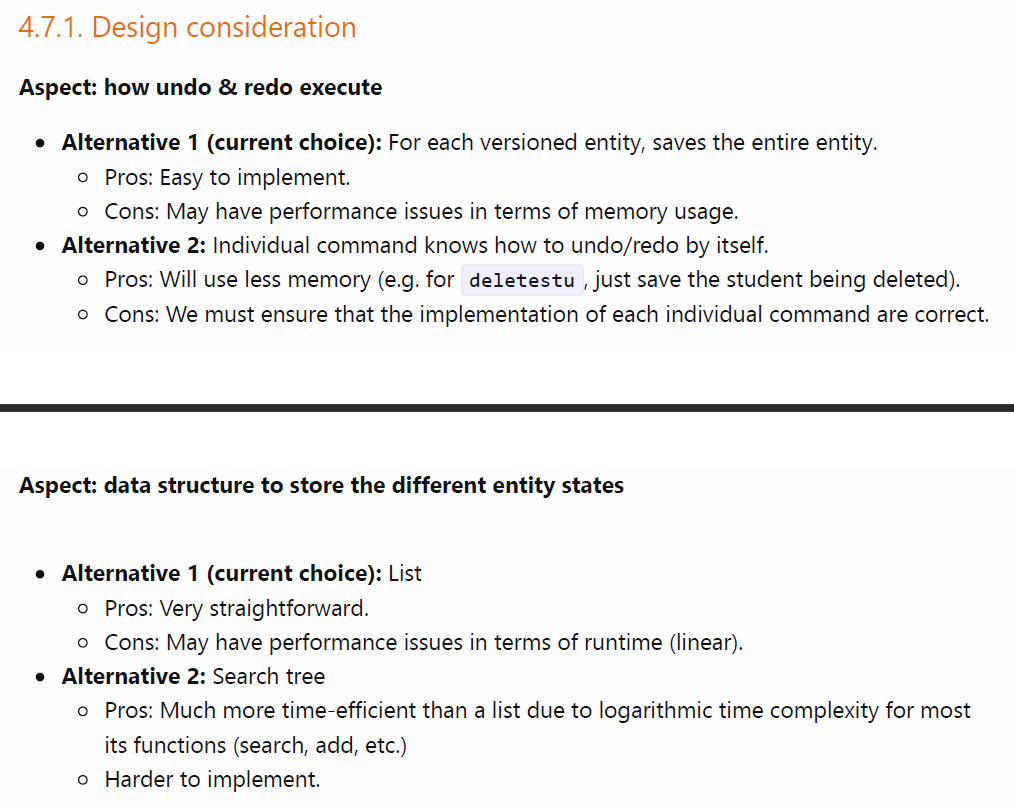 4.7.1. Design consideration
Aspect: how undo & redo execute
Alternative 1 (current choice): For each versioned entity, saves the entire entity.
Pros: Easy to implement.
Cons: May have performance issues in terms of memory usage.
Alternative 2: Individual command knows how to undo/redo by itself.
Pros: Will use less memory (e.g. for deletestu, just save the student being deleted).
Cons: We must ensure that the implementation of each individual command are correct.
Aspect: data structure to store the different entity states
Alternative 1 (current choice): List
Pros: Very straightforward.
Cons: May have performance issues in terms of runtime (linear).
Alternative 2: Search tree
Pros: Much more time-efficient than a list due to logarithmic time complexity for most
its functions (search, add, etc.)
Harder to implement.